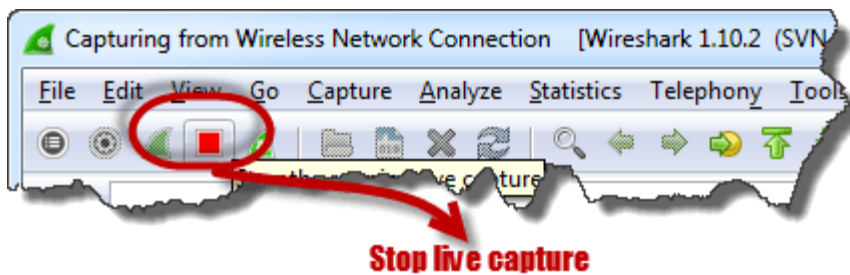 Capturing from Wireless Network Connection [Wireshark 1.10.2 (SVN
File Edit View Go Capture Analyze Statistics Telephony Tools
capture
Stop live capture